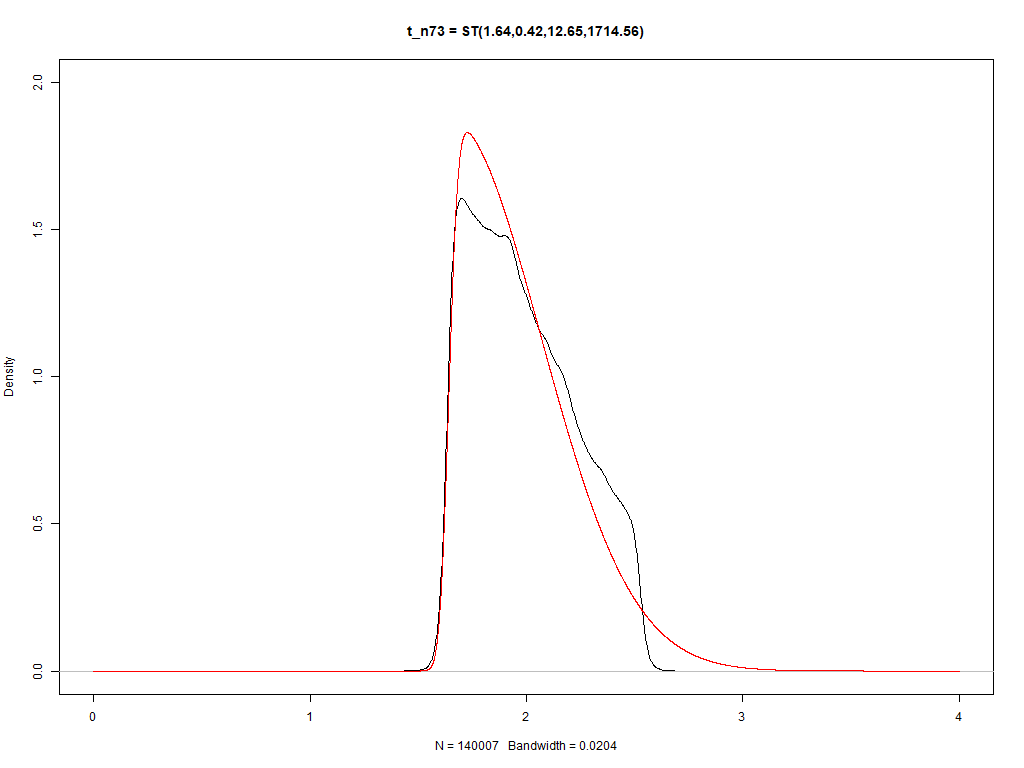 t_n73 = ST(1.64,0.42,12.65,1714.56)
Density
2.0
1.5
1.0
0.5
0.0
0 1 2 3 4
N = 140007 Bandwidth = 0.0204